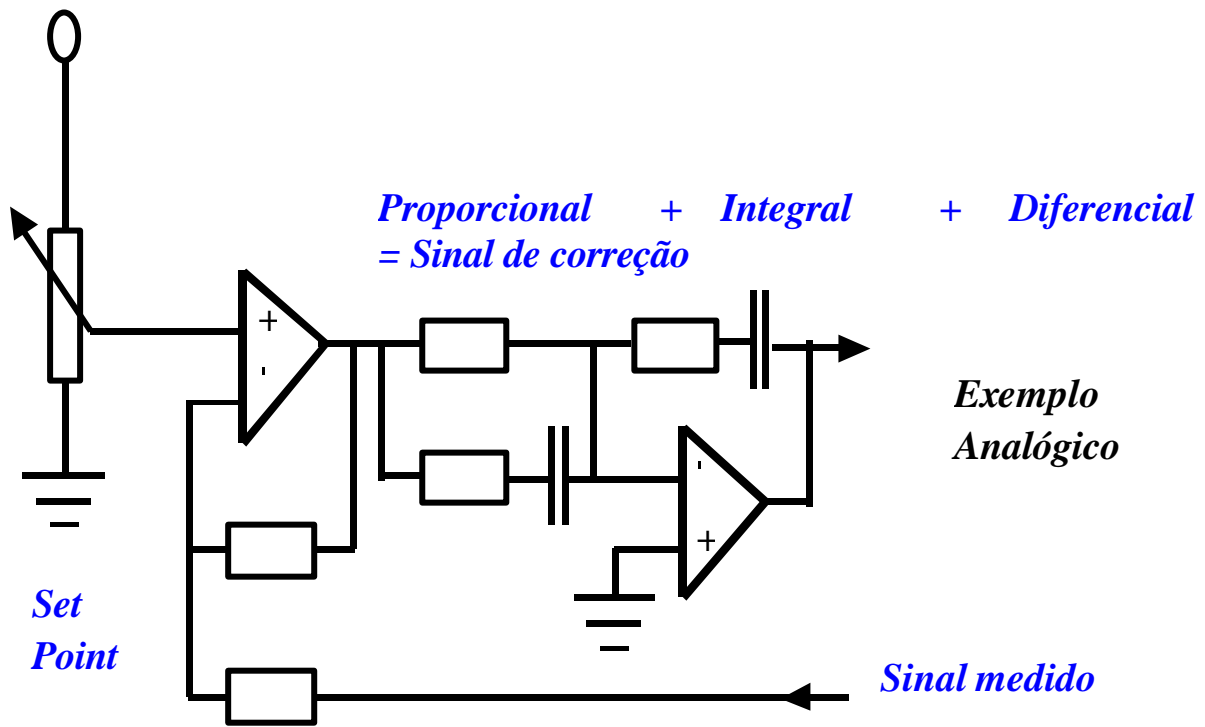 Proporcional + Integral + Diferencial
= Sinal de correção
+
-
Exemplo
Analógico
-
+
Set
Point
Sinal medido